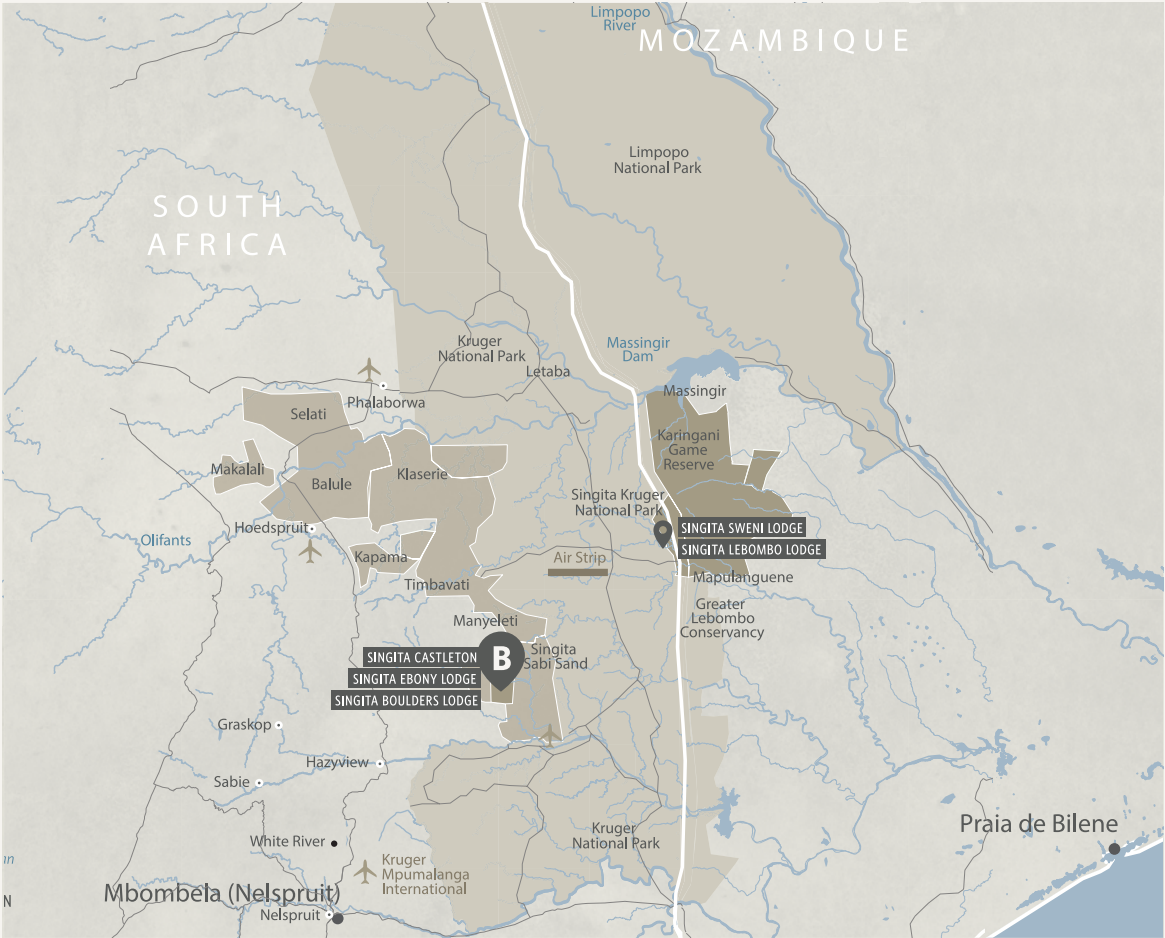 Limpopo
River
MOZAMBIQUE
Limpopo
National Park
SOUTH
AFRICA
Kruger
National Park
Letaba
Massingir
Dam
Massingir
Phalaborwa
Selati
Karingani
Game
Reserve
Makalali
Balule
Klaserie
Singita Kruger
National Park
Hoedspruit
Olifants
SINGITA SWENI LODGE
SINGITA LEBOMBO LODGE
Kapama
Air Strip
Timbavati
Mapulanguene
Manyeleti
Greater
Lebombo
Conservancy
SINGITA CASTLETON
SINGITA EBONY LODGE
SINGITA BOULDERS LODGE
B
Singita
Sabi Sand
Graskop
Hazyview
Sabie
White River
Kruger
National Park
Praia de Bilene
Kruger
Mpumalanga
International
Mbombela (Nelspruit)
Nelspruit
N